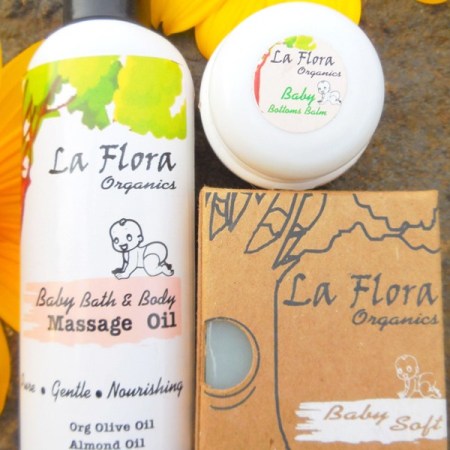 La Flora
Organics
Baby Bath & Body
Massage Oil
• Gentle • Nourishing
Org Olive Oil
Almond Oil
La Flora
Organics
Baby
Bottoms Balm
La Flora
Organics
Baby
Soft